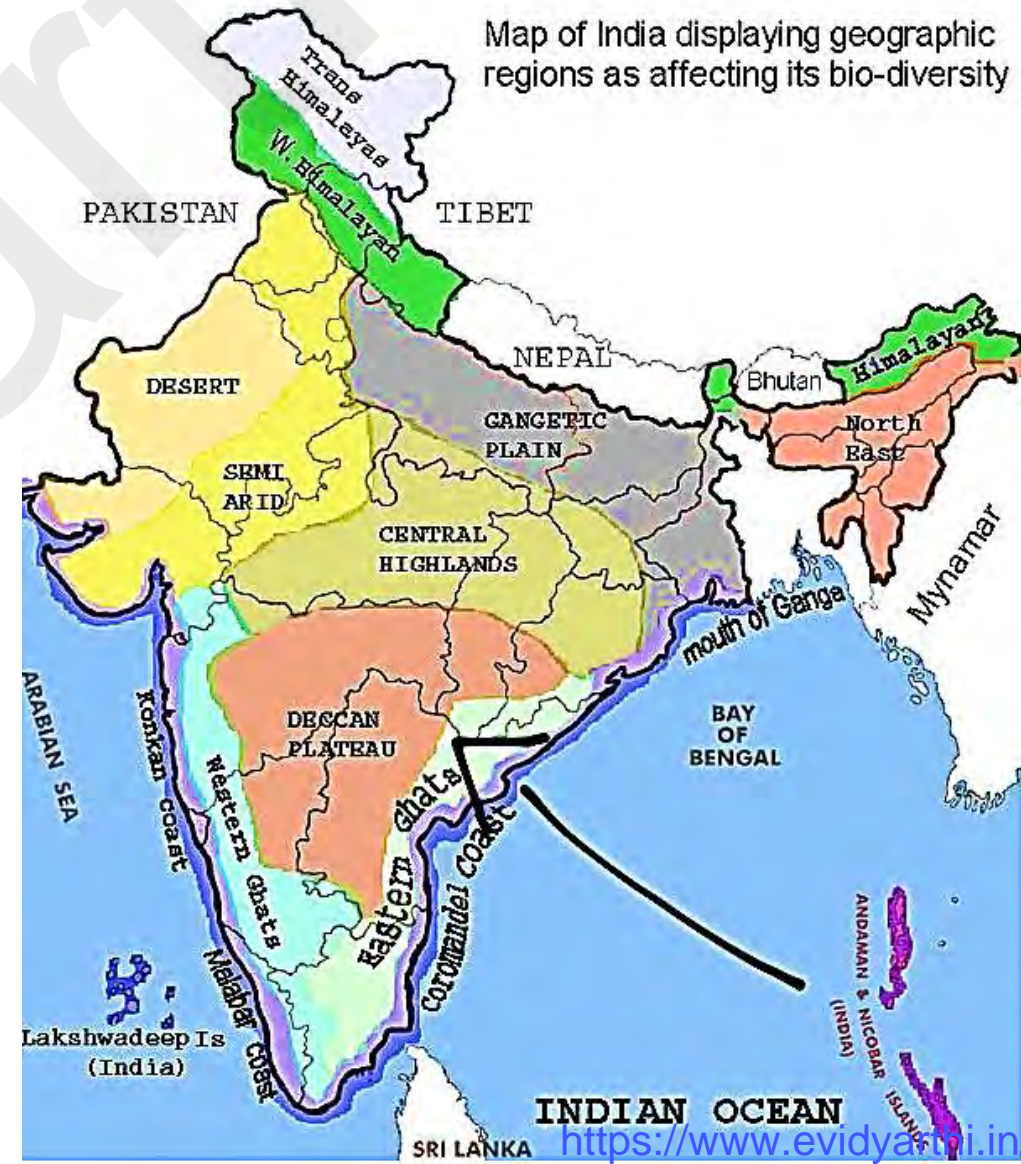 Map of India displaying geographic
regions as affecting its bio-diversity
Trans
Himalayas
W. Himalayan
PAKISTAN
TIBET
NEPAL
Bhutan
Himalayan
DESERT
GANGETIC
PLAIN
North
East
SEMI
ARID
CENTRAL
HIGHLANDS
Mynamar
mouth of Ganga
ARABIAN SEA
Konkan coast
DECCAN
PLATEAU
BAY
OF
BENGAL
Western Ghats
Eastern Ghats
Coromandel Coast
Malabar coast
ANDAMAN & NICOBAR ISLAND
(INDIA)
Lakshwadeep Is
(India)
INDIAN OCEAN
SRI LANKA
https://www.evidyarthi.in